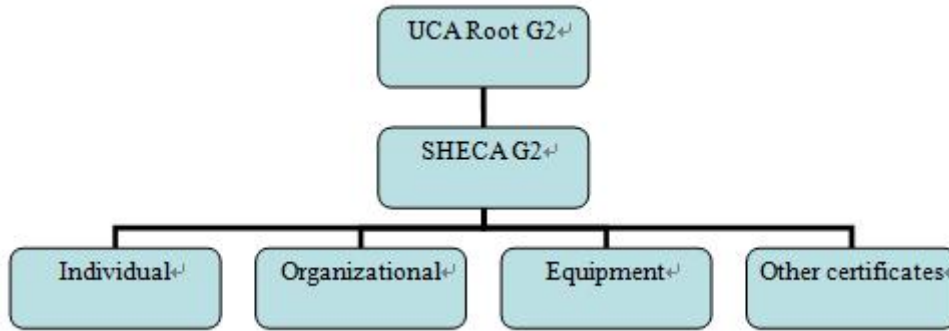 UCA Root G2
SHECA G2
Individual
Organizational
Equipment
Other certificates